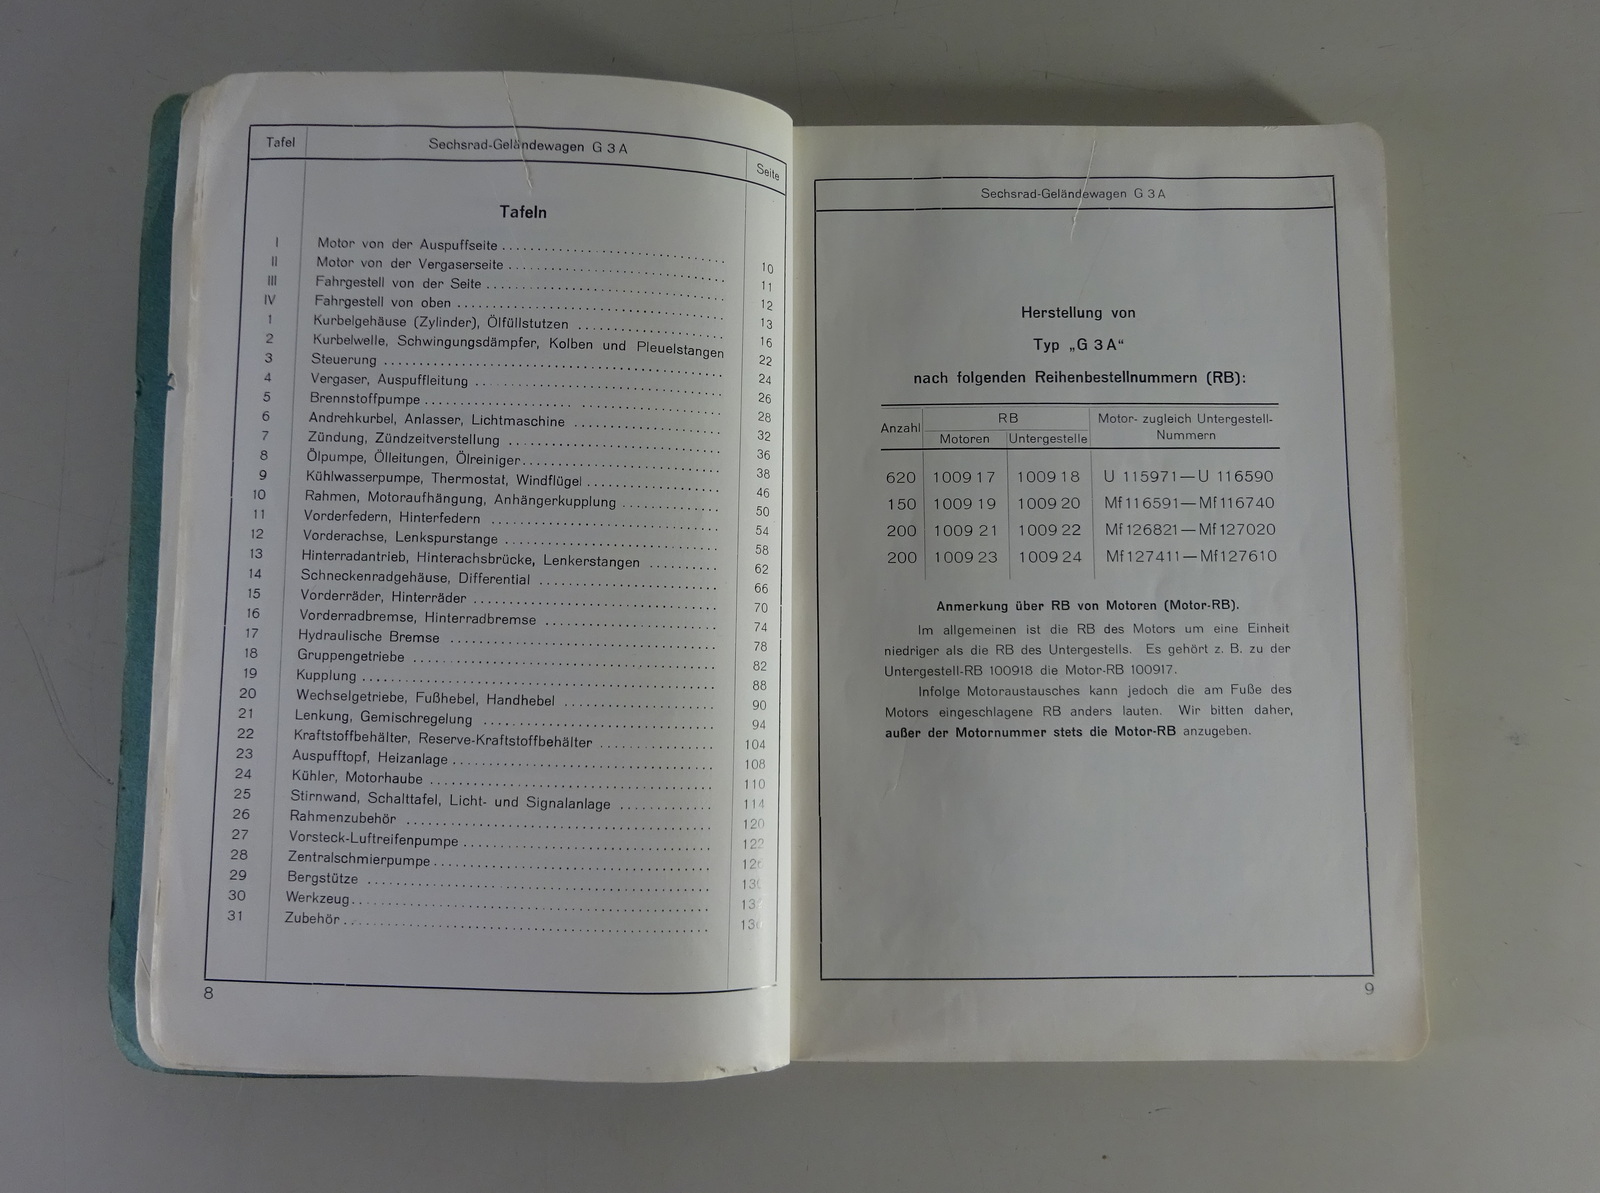 Tafel Sechsrad-Geländewagen G 3 A Seite
Tafeln
I Motor von der Auspuffseite 10
II Motor von der Vergaserseite 11
III Fahrgestell von der Seite 12
IV Fahrgestell von oben 13
1 Kurbelgehäuse (Zylinder), Ölfüllstutzen 16
2 Kurbelwelle, Schwingungsdämpfer, Kolben und Pleuelstangen 22
3 Steuerung 24
4 Vergaser, Auspuffleitung 26
5 Brennstoffpumpe 28
6 Andrehkurbel, Anlasser, Lichtmaschine 32
7 Zündung, Zündzeitverstellung 36
8 Ölpumpe, Ölleitungen, Ölreiniger 38
9 Kühlwasserpumpe, Thermostat, Windflügel 46
10 Rahmen, Motoraufhängung, Anhängerkupplung 50
11 Vorderfedern, Hinterfedern 54
12 Vorderachse, Lenkspurstange 58
13 Hinterradantrieb, Hinterachsbrücke, Lenkerstangen 62
14 Schneckenradgehäuse, Differential 66
15 Vorderräder, Hinterräder 70
16 Vorderradbremse, Hinterradbremse 74
17 Hydraulische Bremse 78
18 Gruppengetriebe 82
19 Kupplung 88
20 Wechselgetriebe, Fußhebel, Handhebel 90
21 Lenkung, Gemischregelung 94
22 Kraftstoffbehälter, Reserve-Kraftstoffbehälter 104
23 Auspufftopf, Heizanlage 108
24 Kühler, Motorhaube 110
25 Stirnwand, Schalttafel, Licht- und Signalanlage 114
26 Rahmenzubehör 120
27 Vorsteck-Luftreifenpumpe 122
28 Zentralschmierpumpe
29 Bergstütze
30 Werkzeug
31 Zubehör
8
Sechsrad-Geländewagen G 3 A
Herstellung von
Typ „G 3 A“
nach folgenden Reihenbestellnummern (RB):
Anzahl RB Motor- zugleich Untergestell-
Motoren Untergestelle Nummern
620 100917 100918 U 115971—U 116590
150 100919 100920 Mf 116591—Mf 116740
200 100921 100922 Mf 126821—Mf 127020
200 100923 100924 Mf 127411—Mf 127610
Anmerkung über RB von Motoren (Motor-RB).
Im allgemeinen ist die RB des Motors um eine Einheit
niedriger als die RB des Untergestells. Es gehört z. B. zu der
Untergestell-RB 100918 die Motor-RB 100917.
Infolge Motoraustausches kann jedoch die am Fuße des
Motors eingeschlagene RB anders lauten. Wir bitten daher,
außer der Motornummer stets die Motor-RB anzugeben.
9